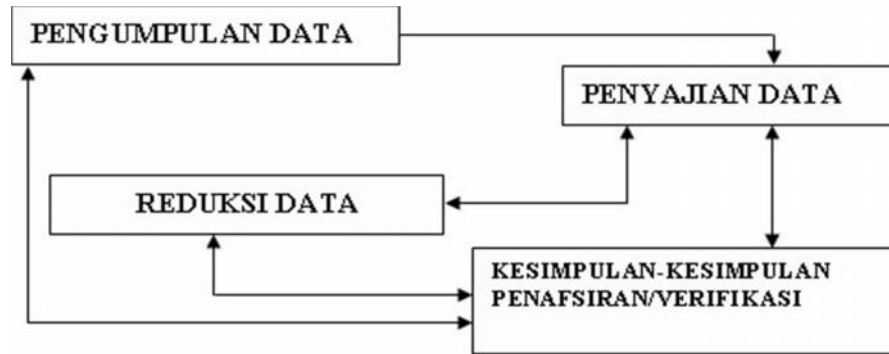 PENGUMPULAN DATA
PENYAJIAN DATA
REDUKSI DATA
KESIMPULAN-KESIMPULAN
PENAFSIRAN/VERIFIKASI